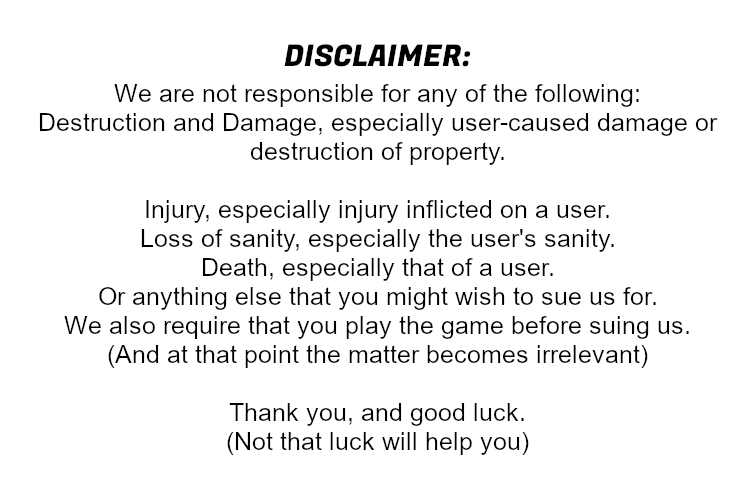 DISCLAIMER:
We are not responsible for any of the following:
Destruction and Damage, especially user-caused damage or
destruction of property.
Injury, especially injury inflicted on a user.
Loss of sanity, especially the user's sanity.
Death, especially that of a user.
Or anything else that you might wish to sue us for.
We also require that you play the game before suing us.
(And at that point the matter becomes irrelevant)
Thank you, and good luck.
(Not that luck will help you)